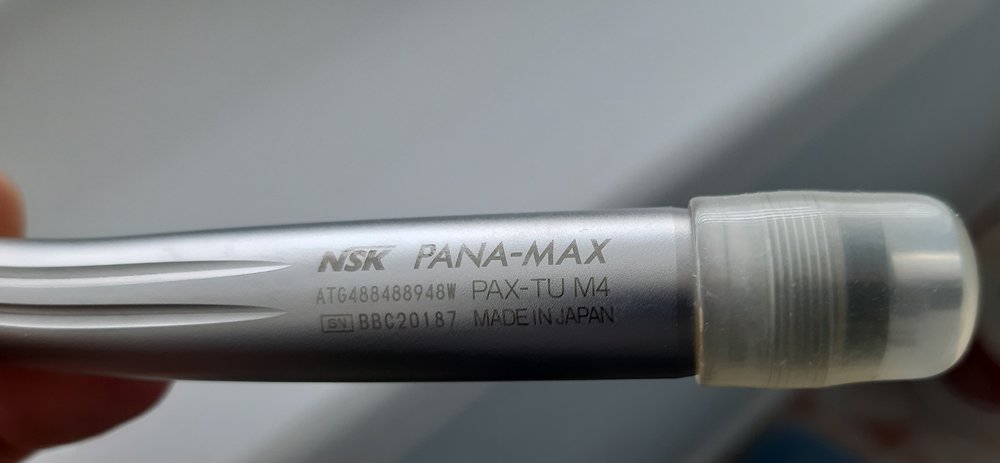 NSK PANA-MAX
ATG488488948W PAX-TU M4
SN BBC20187 MADE IN JAPAN